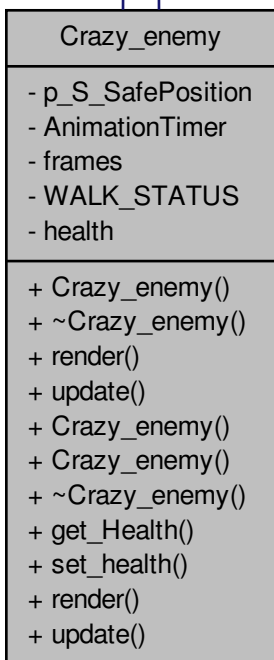 Crazy_enemy
- p_S_SafePosition
- AnimationTimer
- frames
- WALK_STATUS
- health
+ Crazy_enemy()
+ ~Crazy_enemy()
+ render()
+ update()
+ Crazy_enemy()
+ Crazy_enemy()
+ ~Crazy_enemy()
+ get_Health()
+ set_health()
+ render()
+ update()